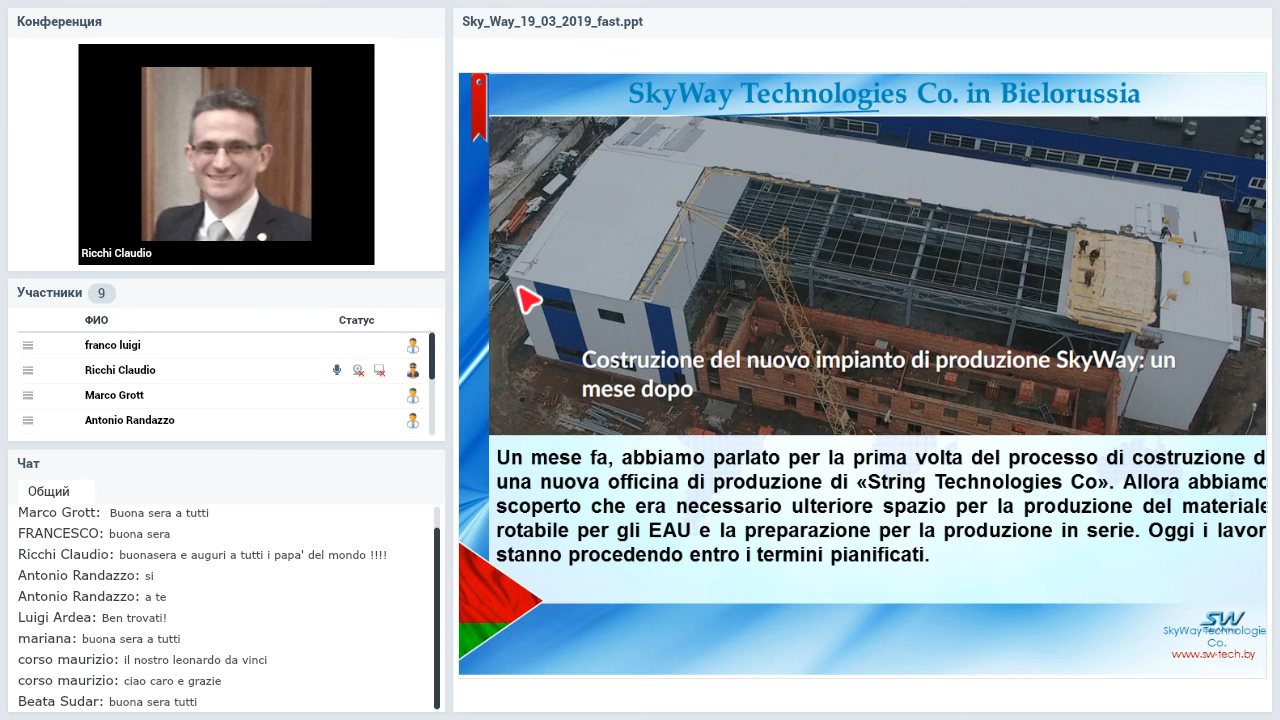 Конференция
Ricchi Claudio
Участники 9
ФИО Статус
franco luigi
Ricchi Claudio
Marco Grott
Antonio Randazzo
Чат
Общий
Marco Grott: Buona sera a tutti
FRANCESCO: buona sera
Ricchi Claudio: buonasera e auguri a tutti i papa' del mondo !!!!
Antonio Randazzo: si
Antonio Randazzo: a te
Luigi Ardea: Ben trovati!
mariana: buona sera a tutti
corso maurizio: il nostro leonardo da vinci
corso maurizio: ciao caro e grazie
Beata Sudar: buona sera tutti
Sky_Way_19_03_2019_fast.ppt
SkyWay Technologies Co. in Bielorussia
Costruzione del nuovo impianto di produzione SkyWay: un
mese dopo
Un mese fa, abbiamo parlato per la prima volta del processo di costruzione d
una nuova officina di produzione di «String Technologies Co». Allora abbiamo
scoperto che era necessario ulteriore spazio per la produzione del materiale
rotabile per gli EAU e la preparazione per la produzione in serie. Oggi i lavor
stanno procedendo entro i termini pianificati.
SW
SkyWay Technologie
Co.
www.sw-tech.by